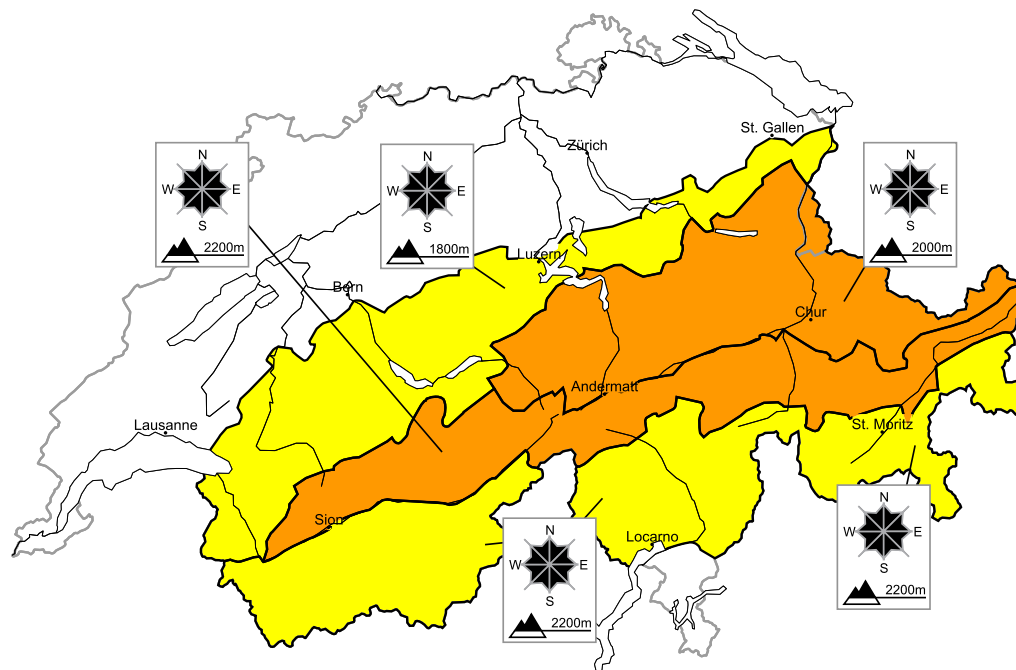 St. Gallen
Zürich
N
W E
S
2200m
N
W E
S
1800m
N
W E
S
2000m
Luzern
Bern
Chur
Andermatt
Lausanne
St. Moritz
Sion
Locarno
N
W E
S
2200m
N
W E
S
2200m